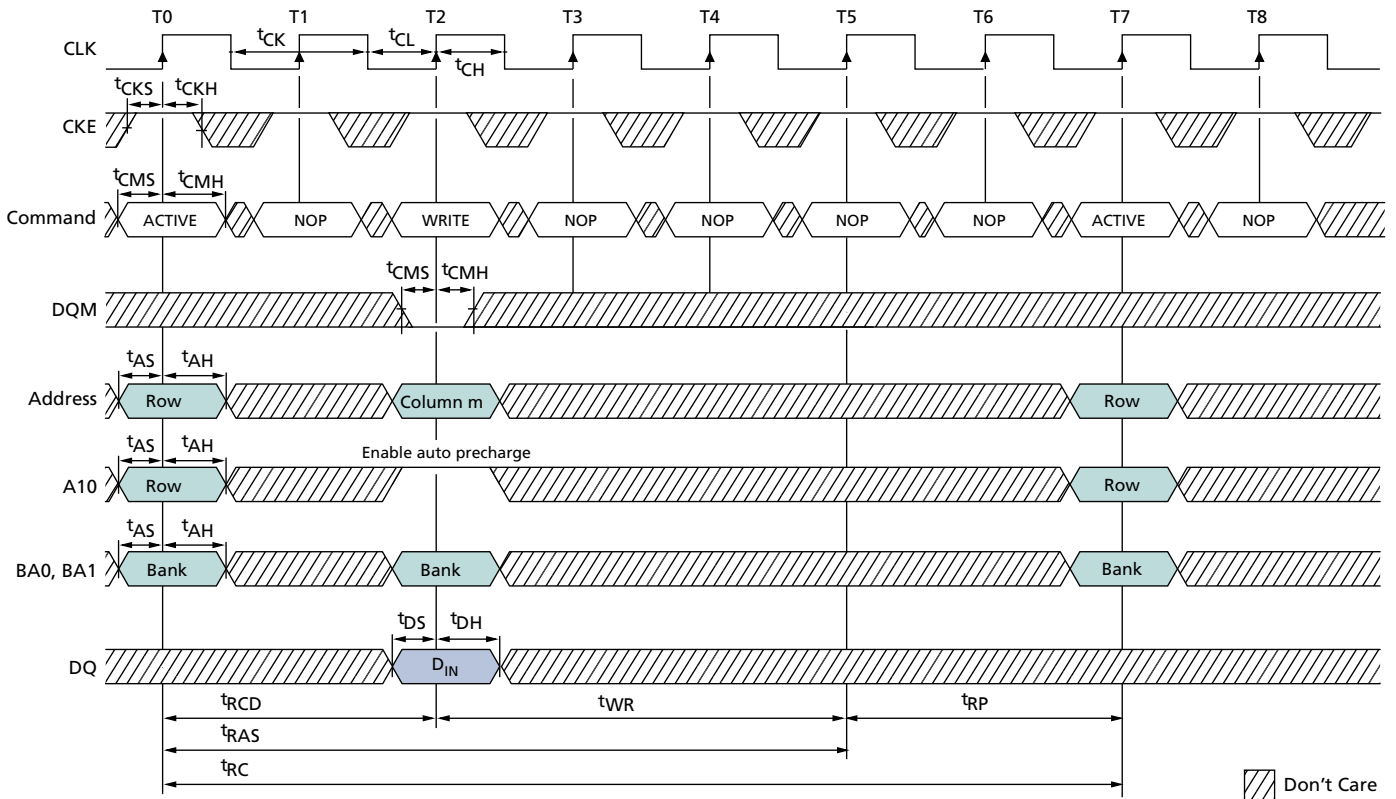 T0 T1 T2 T3 T4 T5 T6 T7 T8
CLK
tCK tCL
tCH
tCKS tCKH
CKE
tCMS tCMH
Command ACTIVE NOP WRITE NOP NOP NOP NOP ACTIVE NOP
tCMS tCMH
DQM
tAS tAH
Address Row Column m Row
tAS tAH
Enable auto precharge
A10 Row Row
tAS tAH
BA0, BA1 Bank Bank Bank
tDS tDH
DQ DIN
tRCD tWR tRP
tRAS
tRC
Don't Care